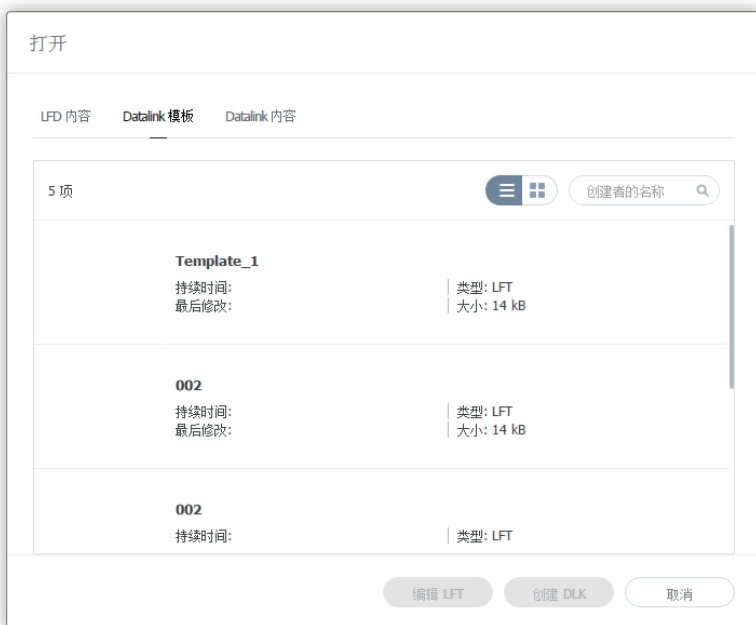 打开
LFD 内容 Datalink 模板 Datalink 内容
5 项 创建者的名称
Template_1
持续时间: 类型: LFT
最后修改: 大小: 14 kB
002
持续时间: 类型: LFT
最后修改: 大小: 14 kB
002
持续时间: 类型: LFT
编辑 LFT 创建 DLK 取消